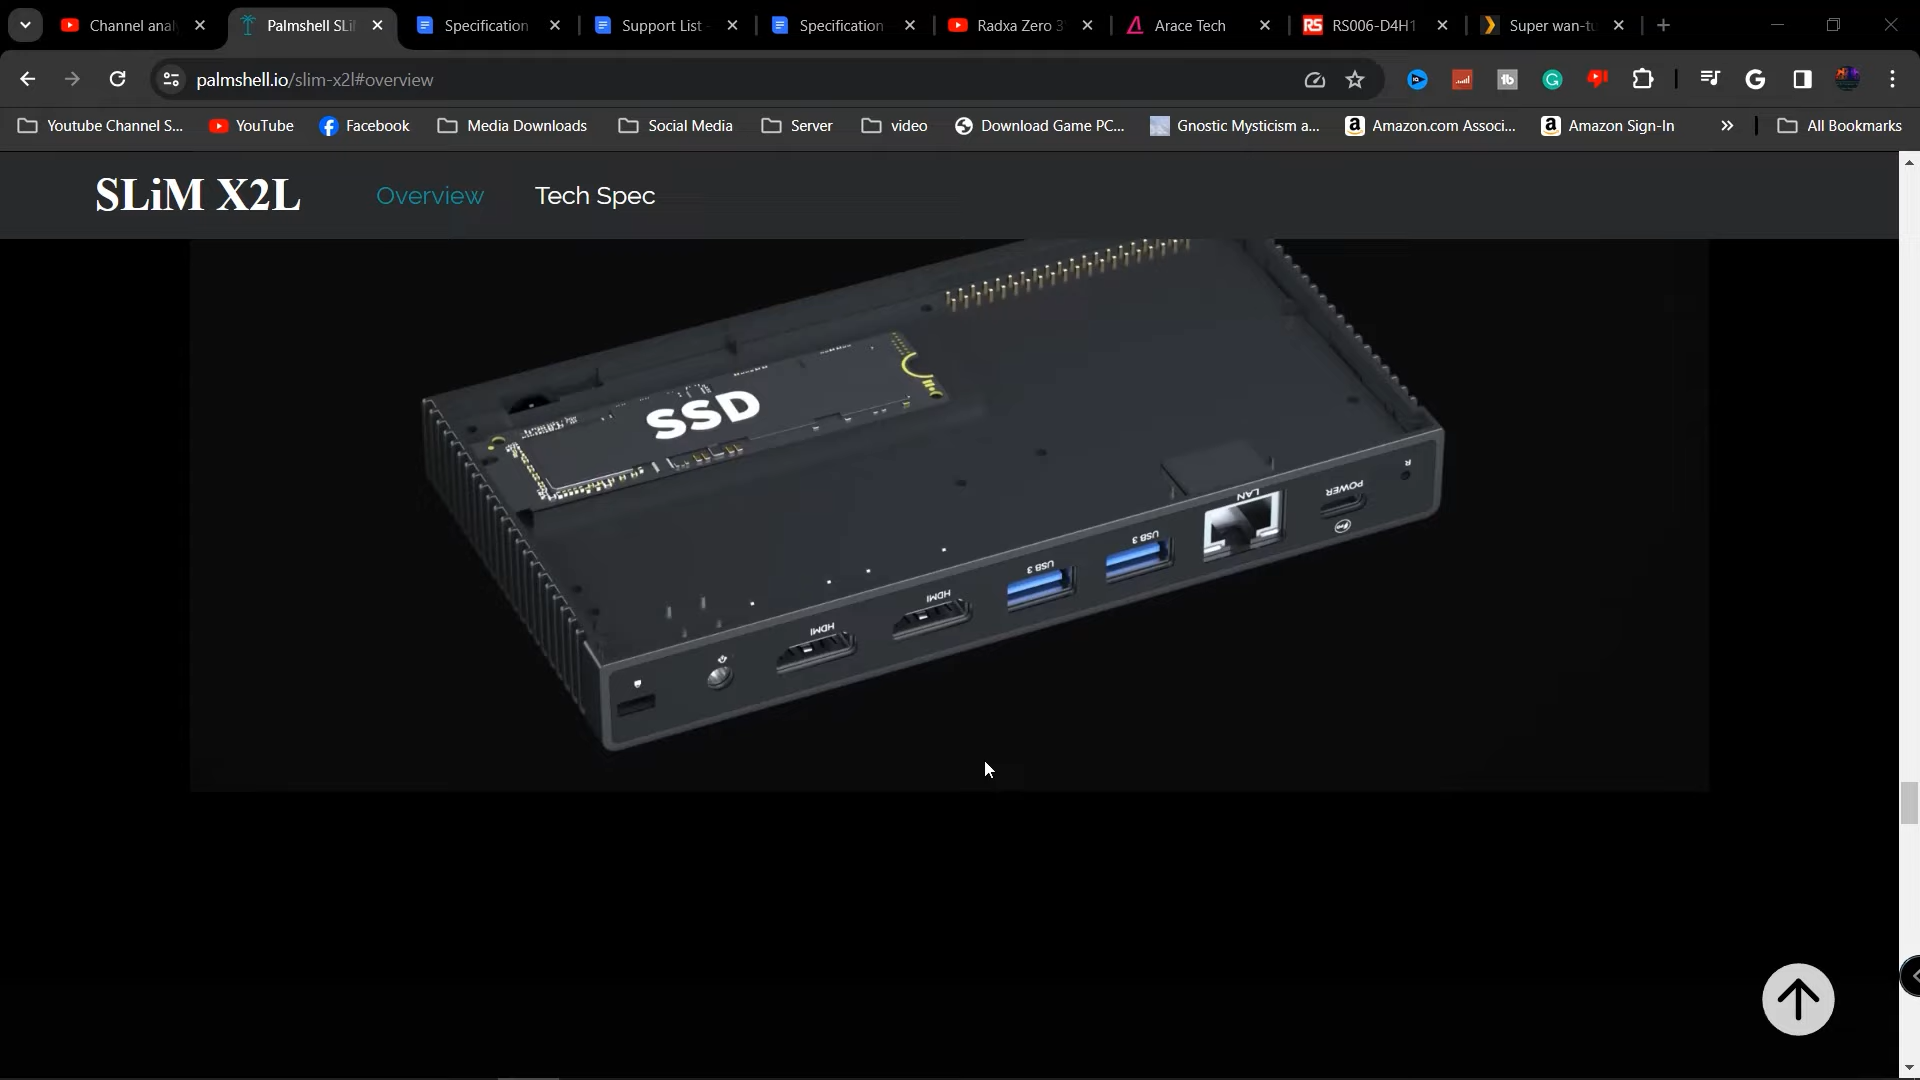 Channel anal
Palmshell SLi
Specification
Support List -
Specification
Radxa Zero 3
Arace Tech
RS006-D4H1
Super wan-tu
palmshell.io/slim-x2l#overview
Youtube Channel S...
YouTube
Facebook
Media Downloads
Social Media
Server
video
Download Game PC...
Gnostic Mysticism a...
Amazon.com Associ...
Amazon Sign-In
All Bookmarks
SLiM X2L
Overview
Tech Spec
SSD
R
POWER
LAN
USB 3
USB 3
HDMI
HDMI